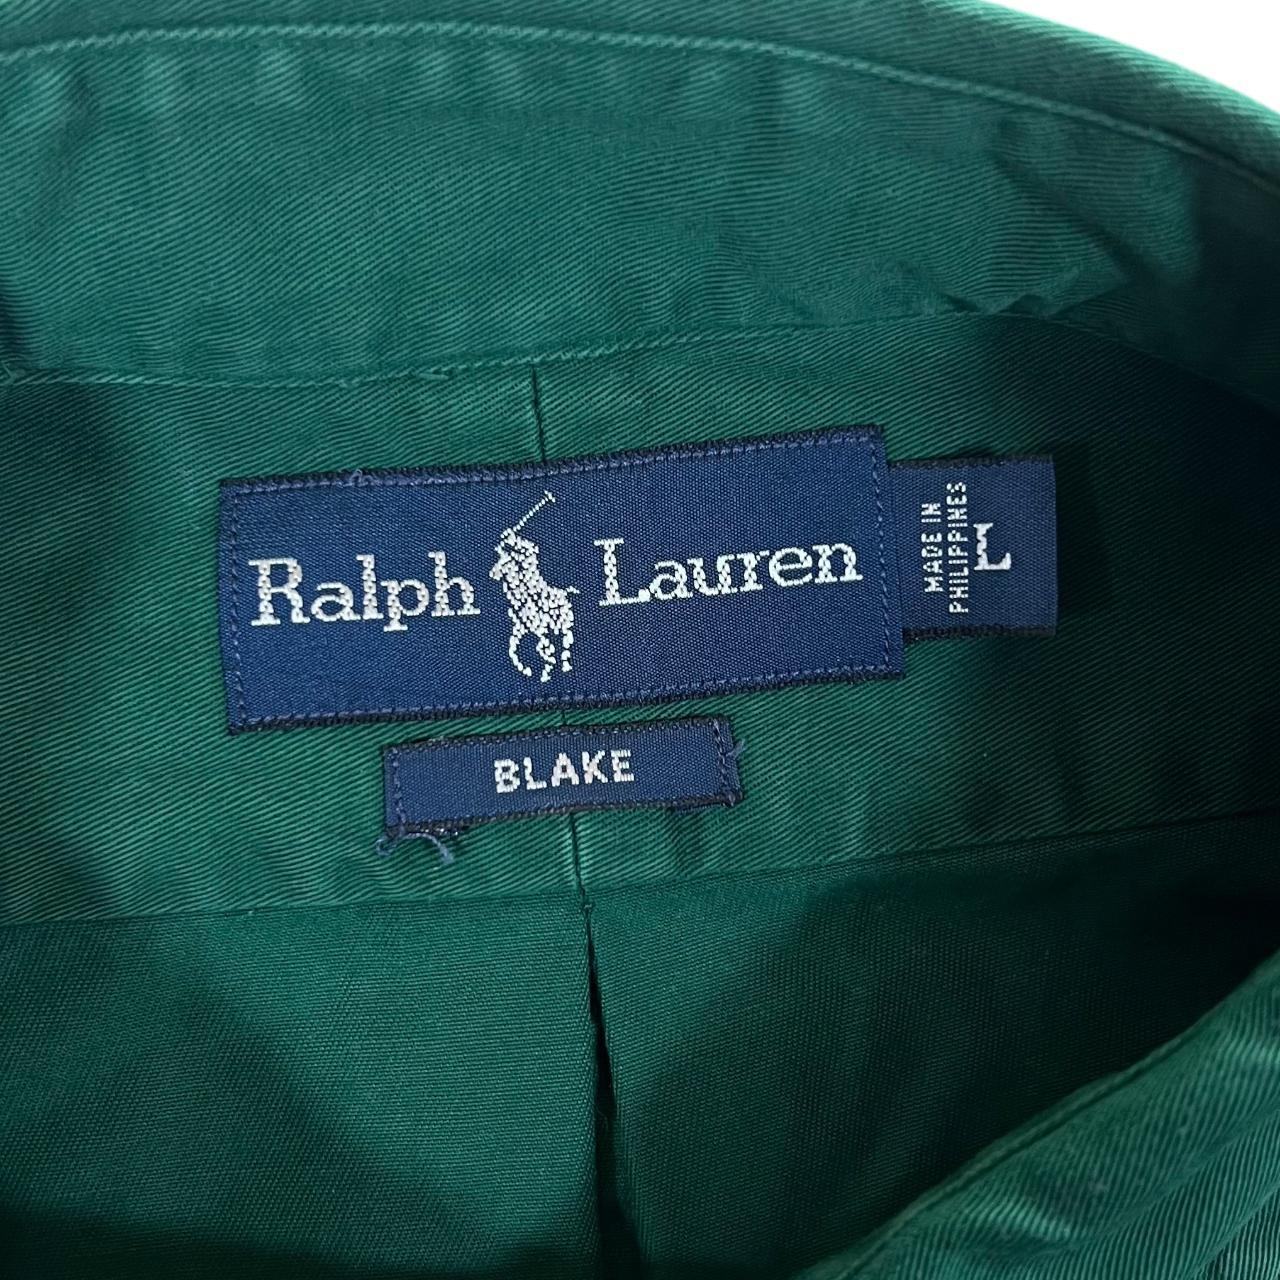 Ralph Lauren
MADE IN
PHILIPPINES
L
BLAKE